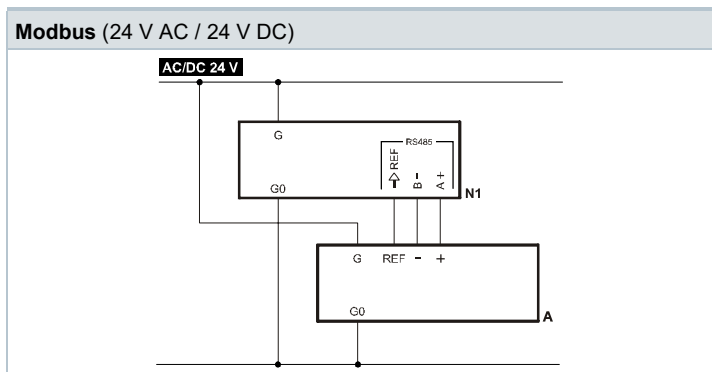 Modbus (24 V AC / 24 V DC)
AC/DC 24 V
G
RS485
REF
B -
A +
G0
N1
G REF - +
G0
A